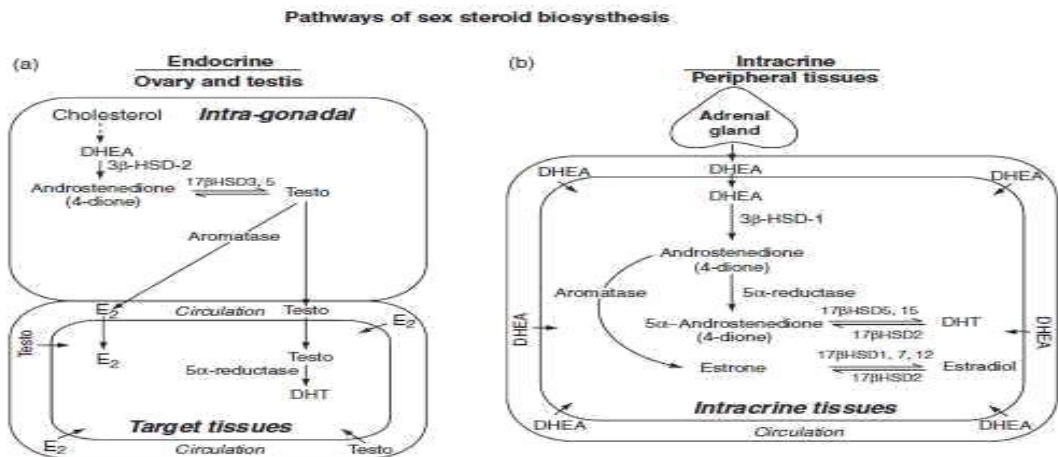 Pathways of sex steroid biosysthesis
(a)
Endocrine
Ovary and testis
Cholesterol
Intra-gonadal
DHEA
3β-HSD-2
Androstenedione
(4-dione)
17βHSD3, 5
Testo
Aromatase
E2
Circulation
Testo
E2
Testo
E2
Testo
5α-reductase
DHT
Target tissues
E2
Circulation
Testo
(b)
Intracrine
Peripheral tissues
Adrenal
gland
DHEA
DHEA
DHEA
DHEA
3β-HSD-1
Androstenedione
(4-dione)
Aromatase
5α-reductase
5α-Androstenedione
(4-dione)
17βHSD5, 15
17βHSD2
DHT
DHEA
DHEA
Estrone
17βHSD1, 7, 12
17βHSD2
Estradiol
Intracrine tissues
DHEA
DHEA
Circulation